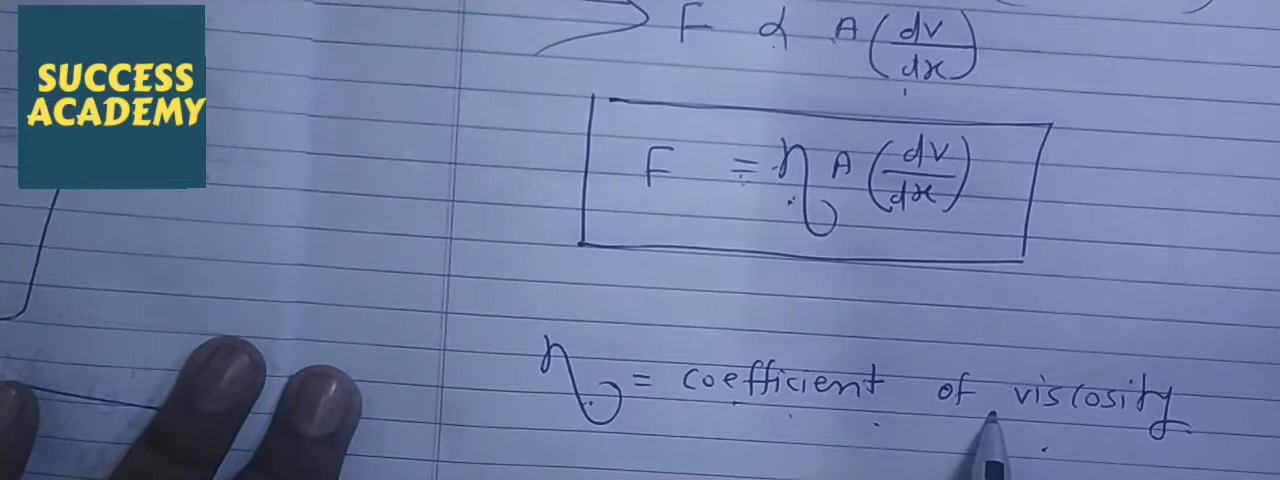 SUCCESS
ACADEMY
F ∝ A(dv/dx)
F = η A (dv/dx)
η = coefficient of viscosity